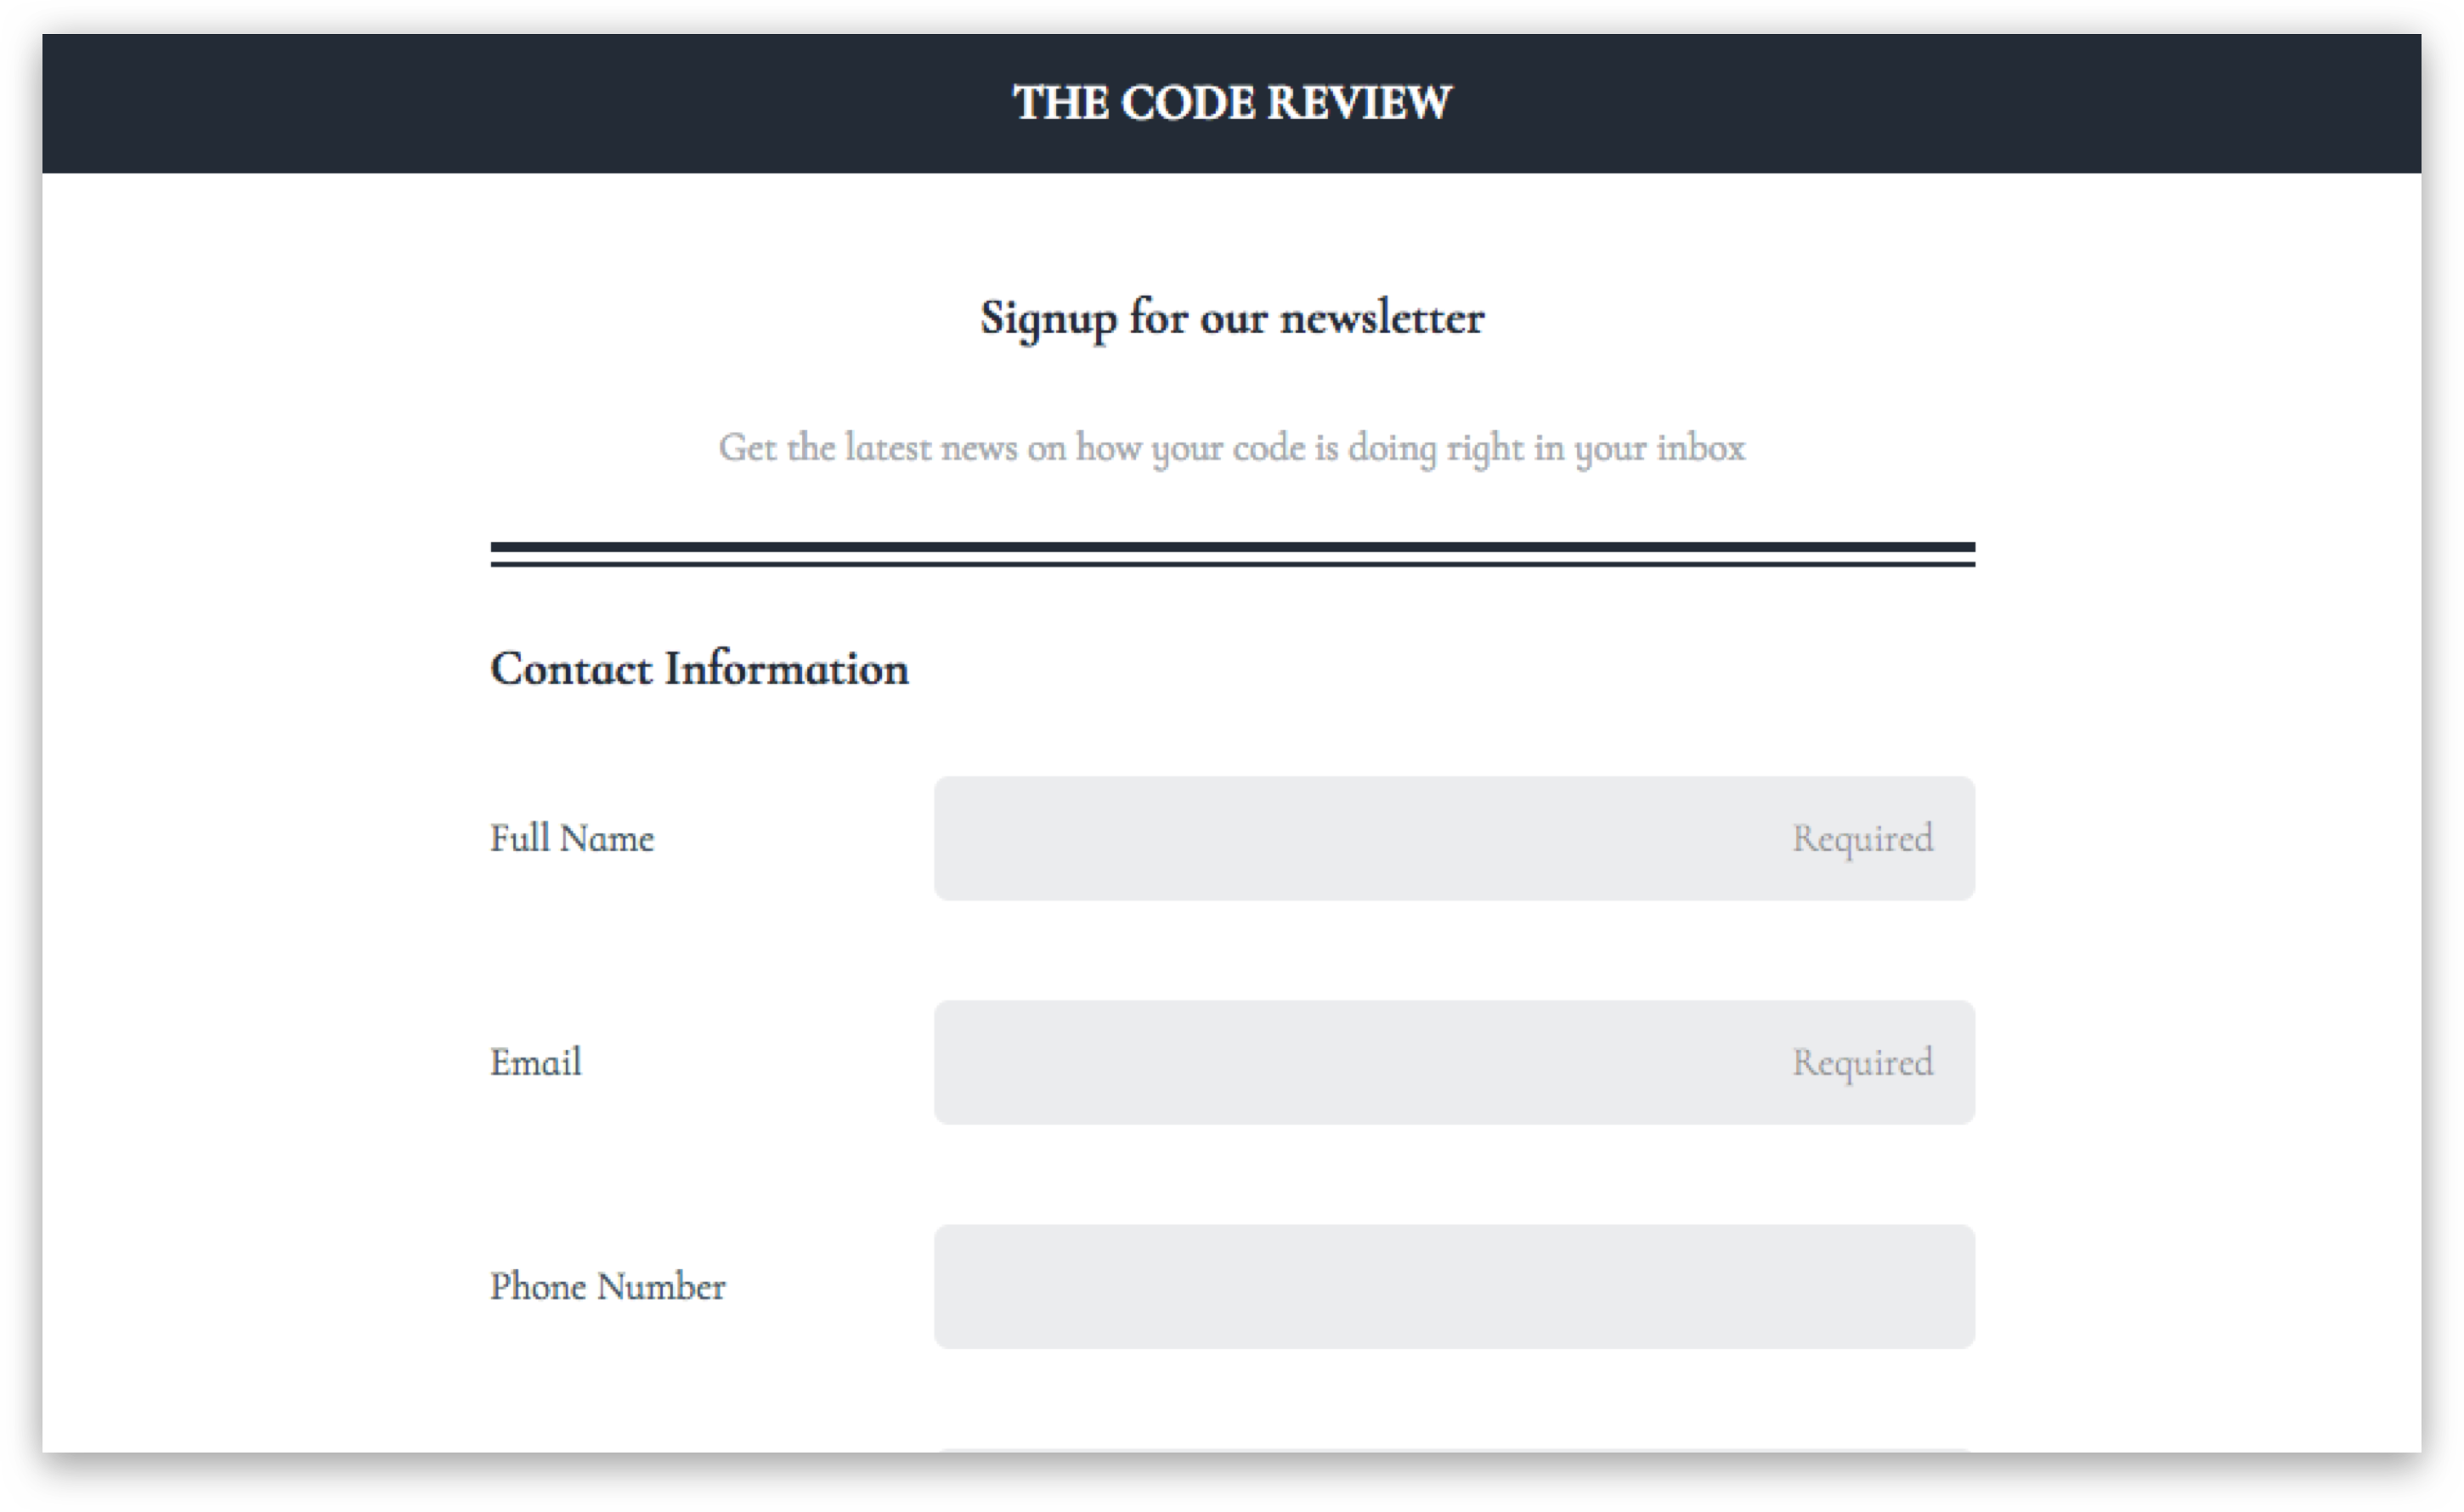 THE CODE REVIEW
Signup for our newsletter
Get the latest news on how your code is doing right in your inbox
Contact Information
Full Name
Required
Email
Required
Phone Number